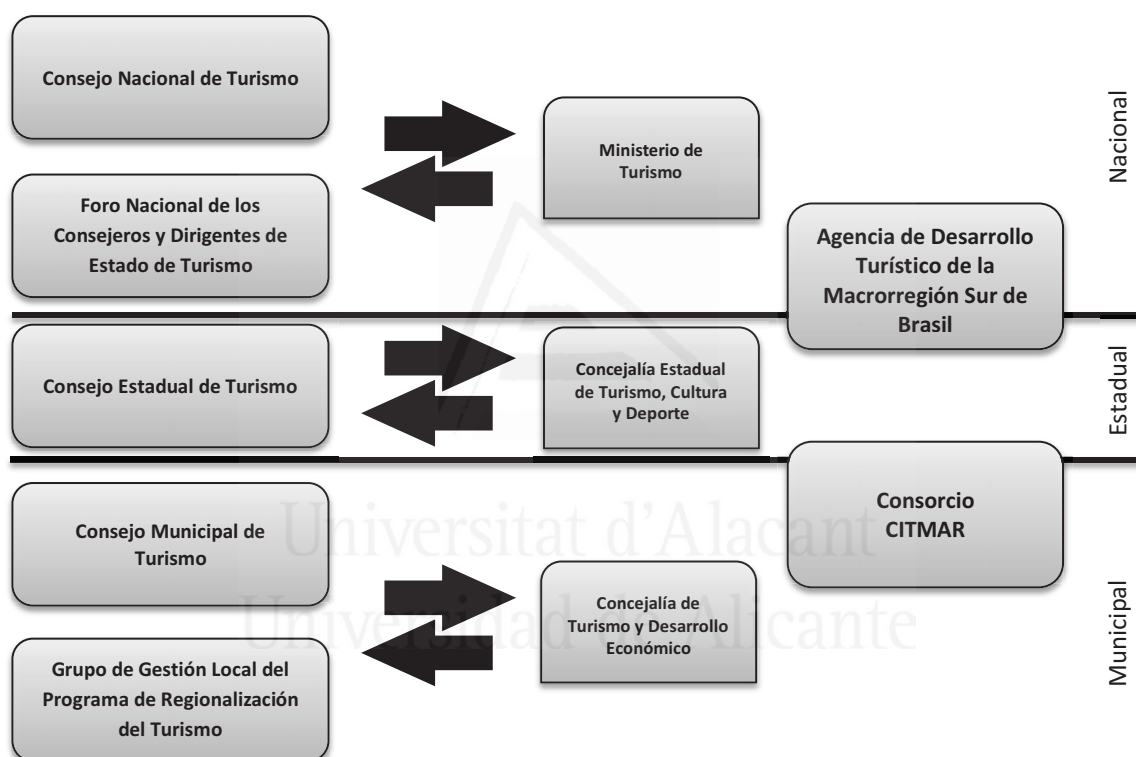 Consejo Nacional de Turismo
Foro Nacional de los
Consejeros y Dirigentes de
Estado de Turismo
Ministerio de
Turismo
Agencia de Desarrollo
Turístico de la
Macrorregión Sur de
Brasil
Nacional
Consejo Estadual de Turismo
Concejalía Estadual
de Turismo, Cultura
y Deporte
Estadual
Consejo Municipal de
Turismo
Grupo de Gestión Local del
Programa de Regionalización
del Turismo
Concejalía de
Turismo y Desarrollo
Económico
Consorcio
CITMAR
Municipal
Universitat d'Alacant
Universidad de Alicante